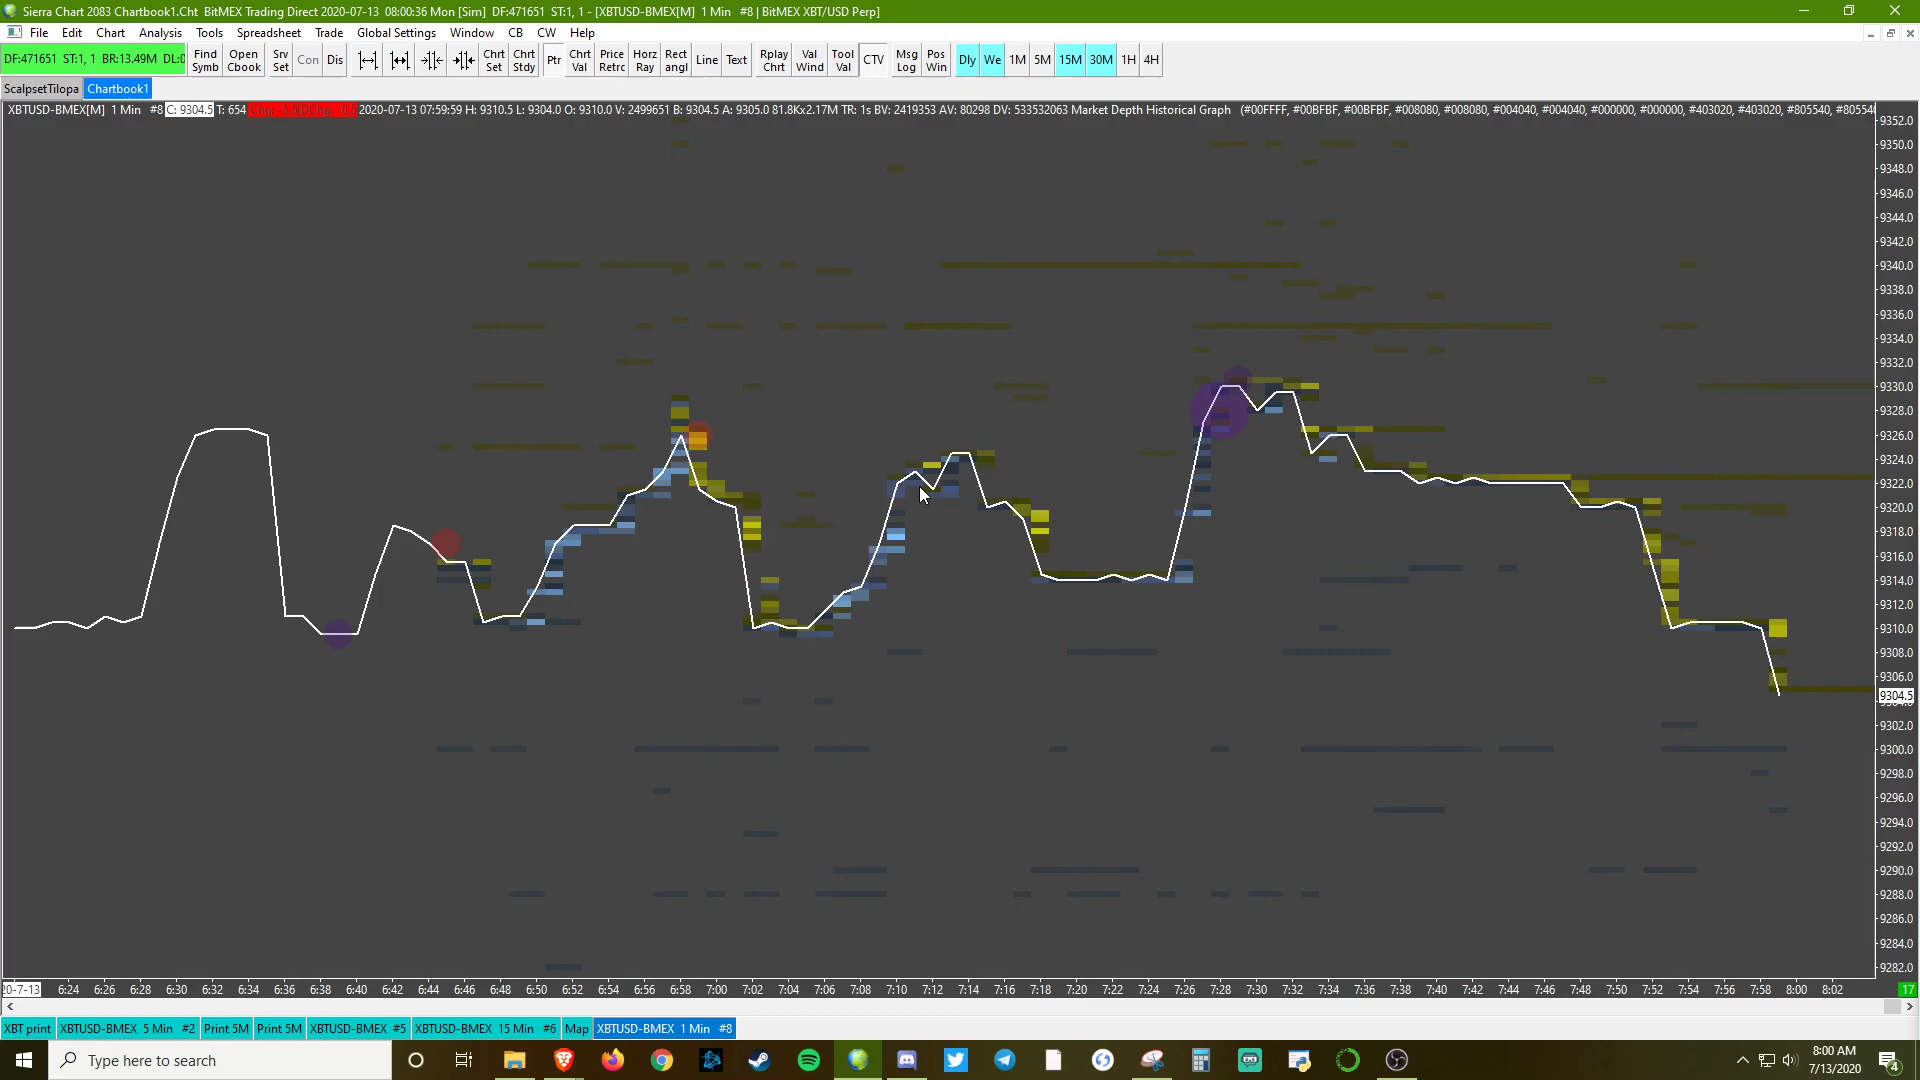 Sierra Chart 2083 Chartbook1.Cht  BitMEX Trading Direct 2020-07-13  08:00:36 Mon [Sim]  DF:471651  ST:1, 1 - [XBTUSD-BMEX[M]  1 Min   #8 | BitMEX XBT/USD Perp]
File Edit Chart Analysis Tools Spreadsheet Trade Global Settings Window CB CW Help
DF:471651  ST:1, 1  BR:13.49M  DL:0
Find Symb
Open Cbook
Srv Set
Con
Dis
Chrt Set
Chrt Stdy
Ptr
Chrt Val
Price Retrc
Horz Ray
Rect angl
Line
Text
Rplay Chrt
Val Wind
Tool Val
CTV
Msg Log
Pos Win
Dly
We
1M
5M
15M
30M
1H
4H
ScalpsetTilopa Chartbook1
XBTUSD-BMEX[M]  1 Min   #8 C: 9304.5 T: 654 2020-07-13 07:59:59 H: 9310.5 L: 9304.0 O: 9310.0 V: 2499651 B: 9304.5 A: 9305.0 81.8Kx2.17M TR: 1s BV: 2419353 AV: 80298 DV: 533532063 Market Depth Historical Graph   (#00FFFF, #00BFBF, #00BFBF, #008080, #008080, #004040, #004040, #000000, #000000, #403020, #403020, #805540, #80554
9352.0
9350.0
9348.0
9346.0
9344.0
9342.0
9340.0
9338.0
9336.0
9334.0
9332.0
9330.0
9328.0
9326.0
9324.0
9322.0
9320.0
9318.0
9316.0
9314.0
9312.0
9310.0
9308.0
9306.0
9304.5
9302.0
9300.0
9298.0
9296.0
9294.0
9292.0
9290.0
9288.0
9286.0
9284.0
9282.0
20-7-13 6:24 6:26 6:28 6:30 6:32 6:34 6:36 6:38 6:40 6:42 6:44 6:46 6:48 6:50 6:52 6:54 6:56 6:58 7:00 7:02 7:04 7:06 7:08 7:10 7:12 7:14 7:16 7:18 7:20 7:22 7:24 7:26 7:28 7:30 7:32 7:34 7:36 7:38 7:40 7:42 7:44 7:46 7:48 7:50 7:52 7:54 7:56 7:58 8:00 8:02 17
XBT print XBTUSD-BMEX  5 Min   #2 Print 5M Print 5M XBTUSD-BMEX  #5 XBTUSD-BMEX  15 Min   #6 Map XBTUSD-BMEX  1 Min   #8
Type here to search
8:00 AM
7/13/2020
4